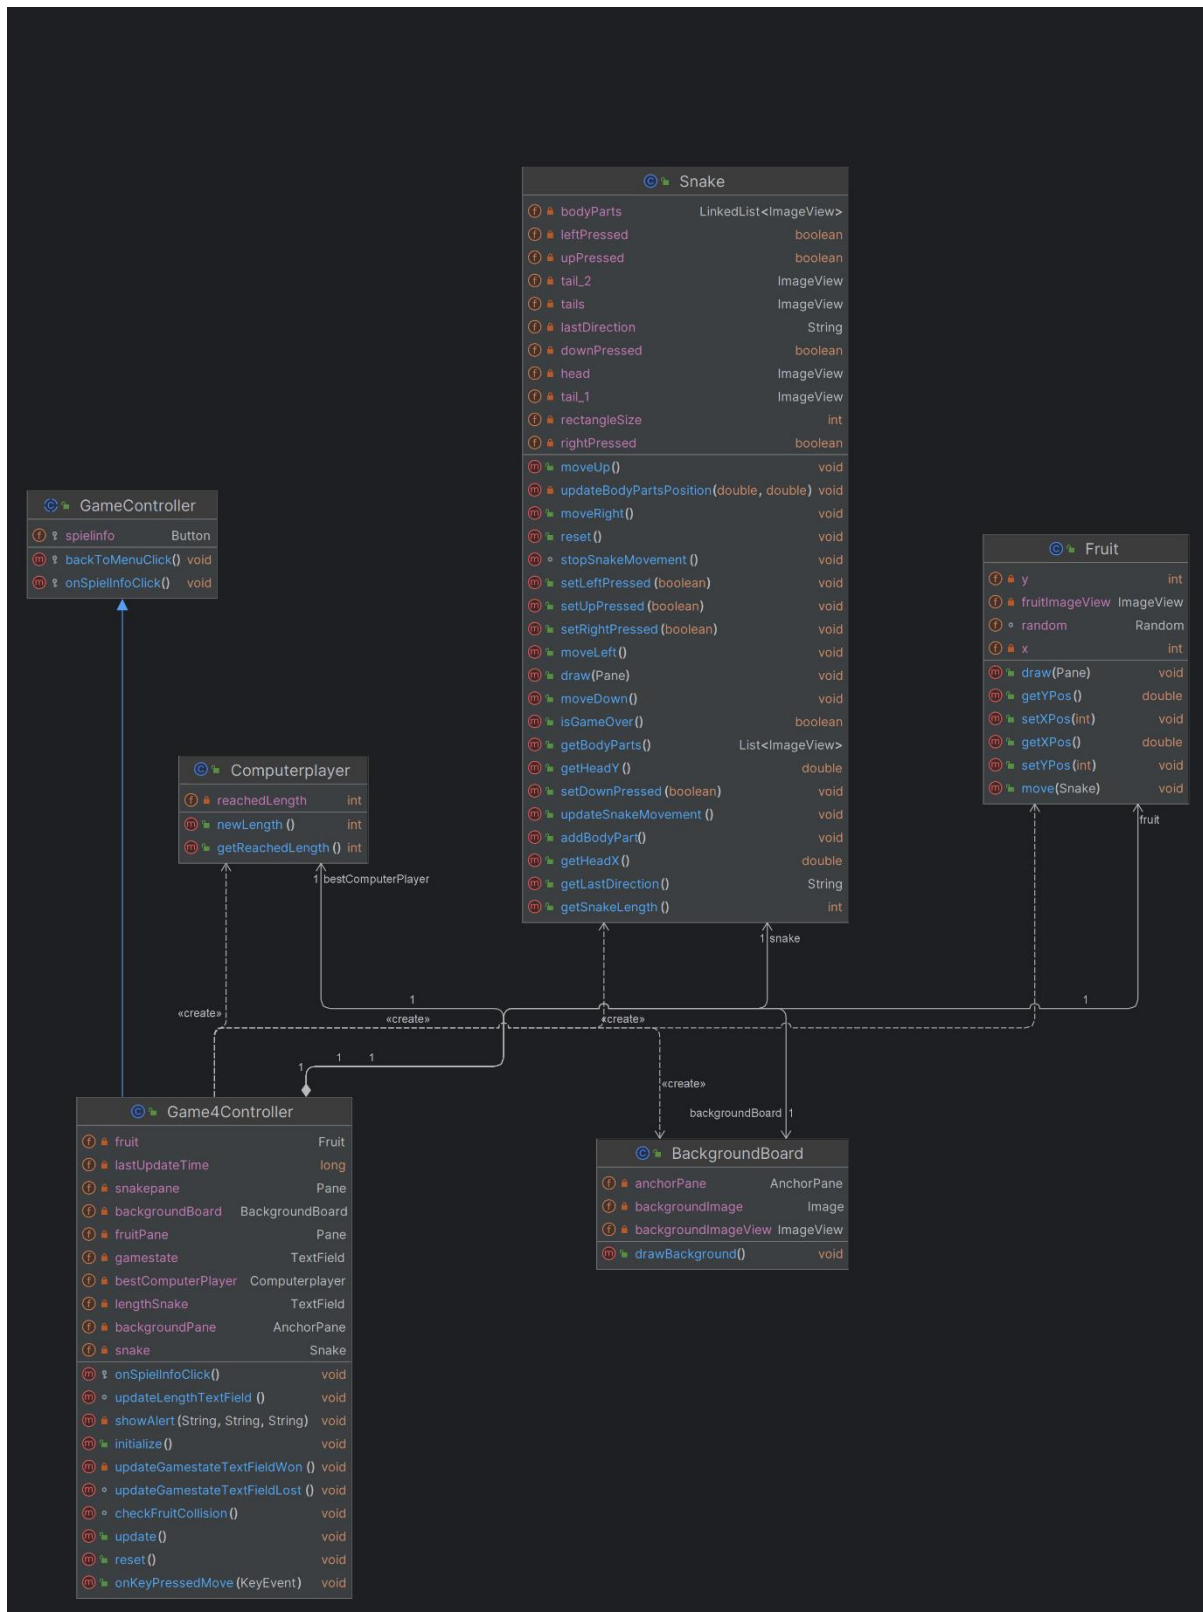 Snake
bodyParts LinkedList<ImageView>
leftPressed boolean
upPressed boolean
tail_2 ImageView
tails ImageView
lastDirection String
downPressed boolean
head ImageView
tail_1 ImageView
rectangleSize int
rightPressed boolean
moveUp() void
updateBodyPartsPosition(double, double) void
moveRight() void
reset() void
stopSnakeMovement() void
setLeftPressed(boolean) void
setUpPressed(boolean) void
setRightPressed(boolean) void
moveLeft() void
draw(Pane) void
moveDown() void
isGameOver() boolean
getBodyParts() List<ImageView>
getHeadY() double
setDownPressed(boolean) void
updateSnakeMovement() void
addBodyPart() void
getHeadX() double
getLastDirection() String
getSnakeLength() int
GameController
spielinfo Button
backToMenuClick() void
onSpielInfoClick() void
Fruit
y int
fruitImageView ImageView
random Random
x int
draw(Pane) void
getYPos() double
setXPos(int) void
getXPos() double
setYPos(int) void
move(Snake) void
Computerplayer
reachedLength int
newLength() int
getReachedLength() int
fruit
1 bestComputerPlayer
1 snake
1
1
«create»
«create»
«create»
1
1
1
«create»
backgroundBoard 1
Game4Controller
fruit Fruit
lastUpdateTime long
snakepane Pane
backgroundBoard BackgroundBoard
fruitPane Pane
gamestate TextField
bestComputerPlayer Computerplayer
lengthSnake TextField
backgroundPane AnchorPane
snake Snake
onSpielInfoClick() void
updateLengthTextField() void
showAlert(String, String, String) void
initialize() void
updateGamestateTextFieldWon() void
updateGamestateTextFieldLost() void
checkFruitCollision() void
update() void
reset() void
onKeyPressedMove(KeyEvent) void
BackgroundBoard
anchorPane AnchorPane
backgroundImage Image
backgroundImageView ImageView
drawBackground() void